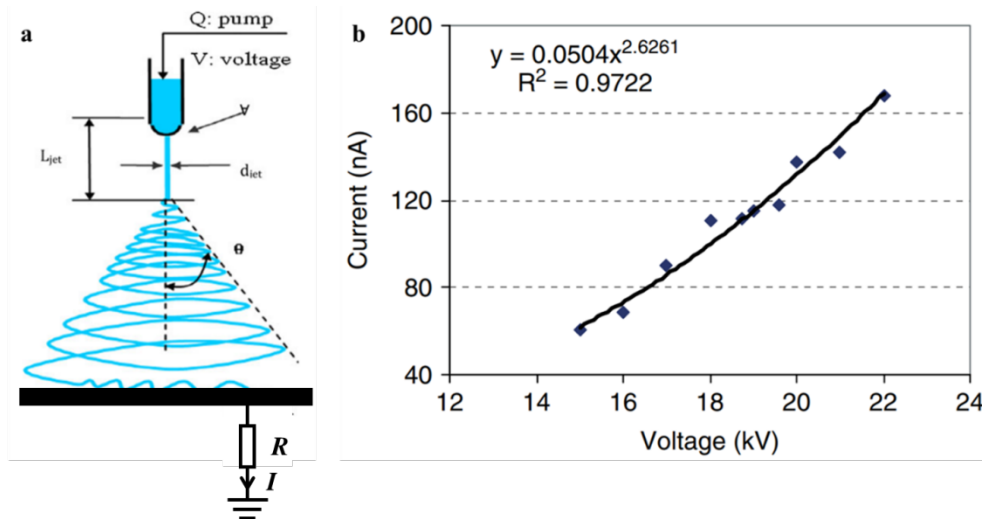 a
Q: pump
V: voltage
∀
L_jet
d_jet
θ
R
I
b
y = 0.0504x^2.6261
R² = 0.9722
Current (nA)
200
160
120
80
40
12 14 16 18 20 22 24
Voltage (kV)